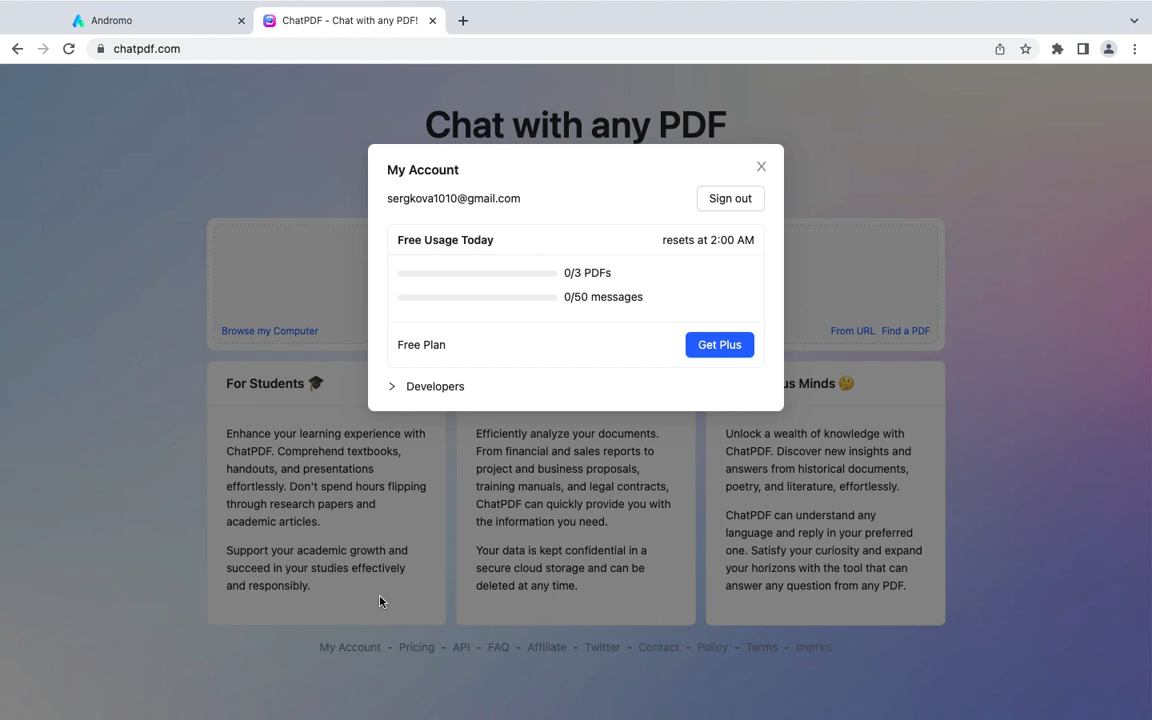 Andromo
ChatPDF - Chat with any PDF!
chatpdf.com
Chat with any PDF
My Account
sergkova1010@gmail.com
Sign out
Free Usage Today
resets at 2:00 AM
0/3 PDFs
0/50 messages
Free Plan
Get Plus
Developers
Browse my Computer
From URL Find a PDF
For Students 🎓
Enhance your learning experience with
ChatPDF. Comprehend textbooks,
handouts, and presentations
effortlessly. Don't spend hours flipping
through research papers and
academic articles.
Support your academic growth and
succeed in your studies effectively
and responsibly.
Efficiently analyze your documents.
From financial and sales reports to
project and business proposals,
training manuals, and legal contracts,
ChatPDF can quickly provide you with
the information you need.
Your data is kept confidential in a
secure cloud storage and can be
deleted at any time.
us Minds 🤔
Unlock a wealth of knowledge with
ChatPDF. Discover new insights and
answers from historical documents,
poetry, and literature, effortlessly.
ChatPDF can understand any
language and reply in your preferred
one. Satisfy your curiosity and expand
your horizons with the tool that can
answer any question from any PDF.
My Account - Pricing - API - FAQ - Affiliate - Twitter - Contact - Policy - Terms - Imprint